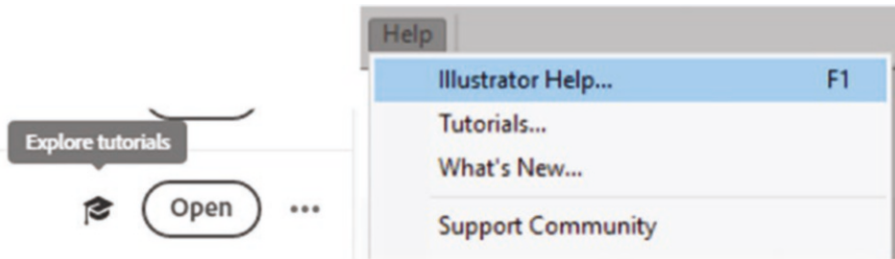 Explore tutorials
Open
Help
Illustrator Help... F1
Tutorials...
What's New...
Support Community